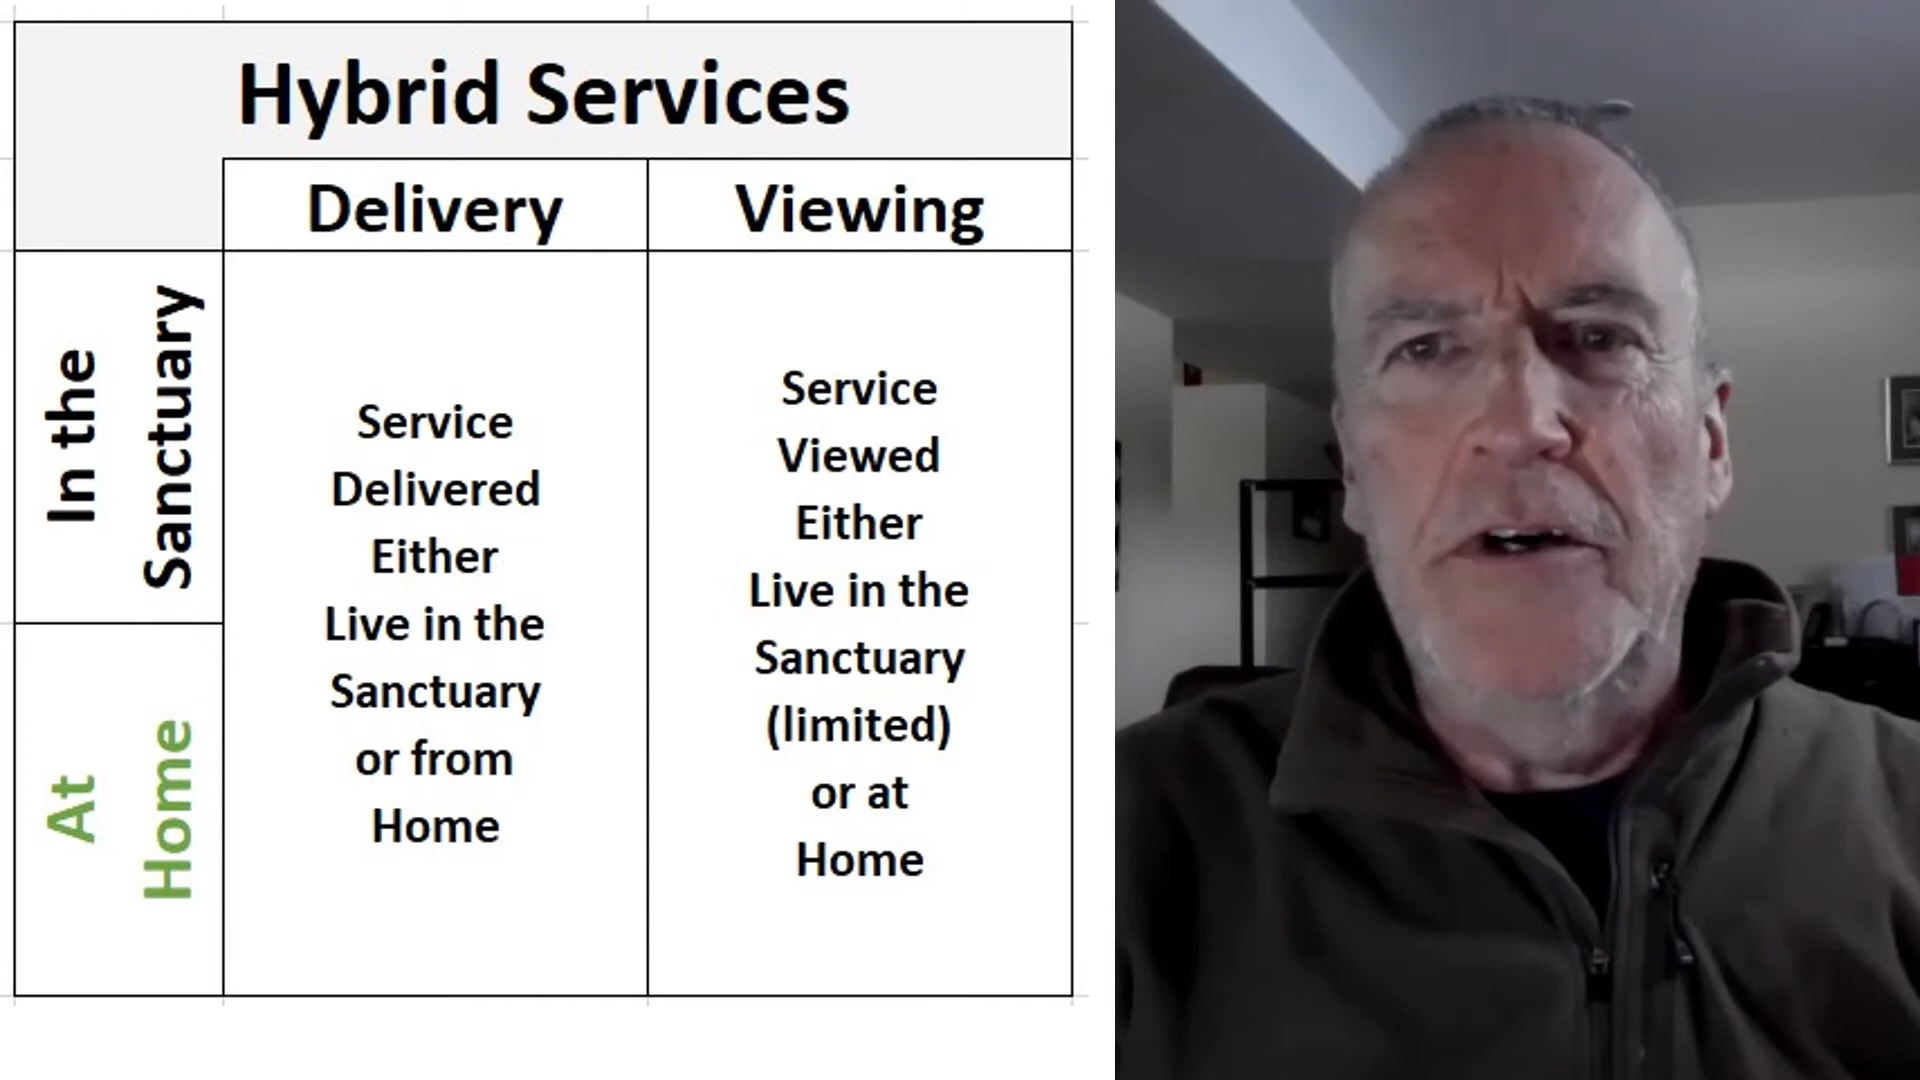 Hybrid Services
Delivery
Viewing
In the
Sanctuary
Service
Delivered
Either
Live in the
Sanctuary
or from
Home
Service
Viewed
Either
Live in the
Sanctuary
(limited)
or at
Home
At
Home